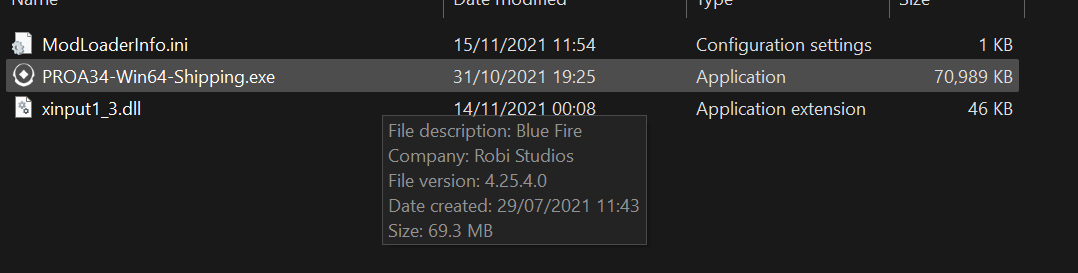 Name Date modified Type Size
ModLoaderInfo.ini 15/11/2021 11:54 Configuration settings 1 KB
PROA34-Win64-Shipping.exe 31/10/2021 19:25 Application 70,989 KB
xinput1_3.dll 14/11/2021 00:08 Application extension 46 KB
File description: Blue Fire
Company: Robi Studios
File version: 4.25.4.0
Date created: 29/07/2021 11:43
Size: 69.3 MB